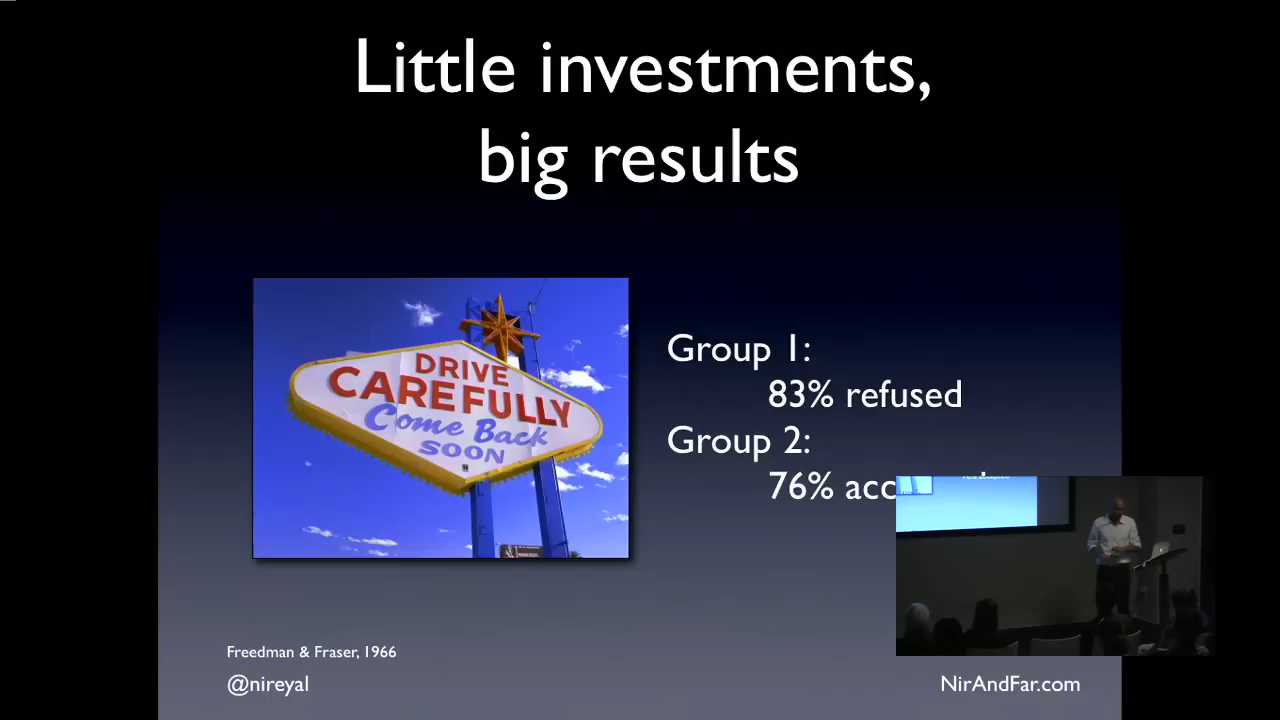 Little investments,
big results
DRIVE
CAREFULLY
Come Back
SOON
Group 1:
83% refused
Group 2:
76%
Freedman & Fraser, 1966
@nireyal
NirAndFar.com